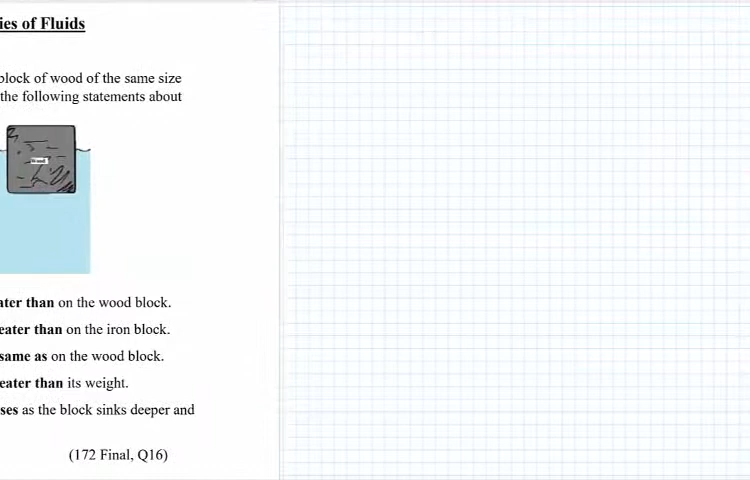 ies of Fluids
block of wood of the same size
the following statements about
ater than on the wood block.
eater than on the iron block.
same as on the wood block.
eater than its weight.
ses as the block sinks deeper and
(172 Final, Q16)